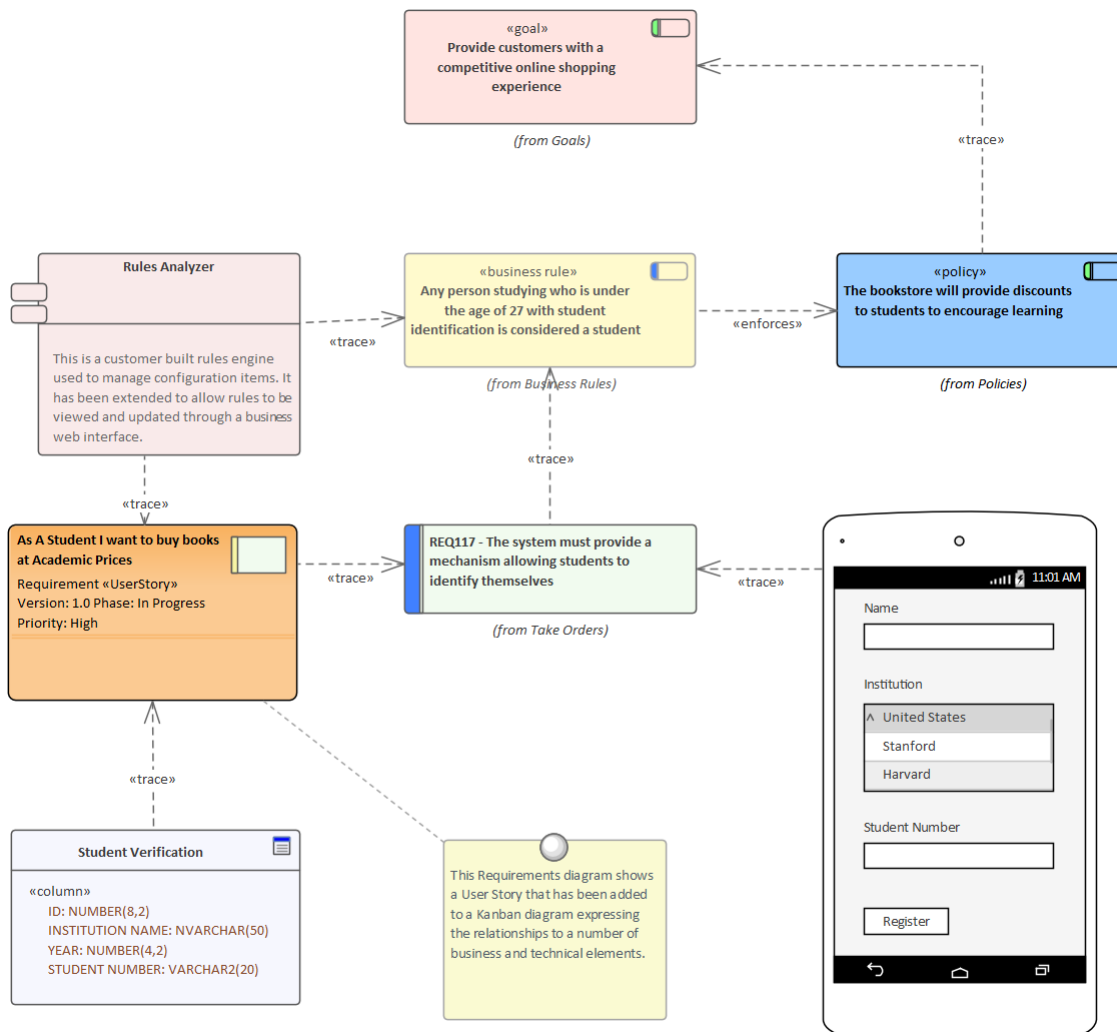 «goal»
Provide customers with a
competitive online shopping
experience
(from Goals)
«trace»
Rules Analyzer
This is a customer built rules engine
used to manage configuration items. It
has been extended to allow rules to be
viewed and updated through a business
web interface.
«trace»
«business rule»
Any person studying who is under
the age of 27 with student
identification is considered a student
(from Business Rules)
«enforces»
«policy»
The bookstore will provide discounts
to students to encourage learning
(from Policies)
«trace»
«trace»
As A Student I want to buy books
at Academic Prices
Requirement «UserStory»
Version: 1.0 Phase: In Progress
Priority: High
«trace»
REQ117 - The system must provide a
mechanism allowing students to
identify themselves
(from Take Orders)
«trace»
11:01 AM
Name
Institution
^ United States
Stanford
Harvard
Student Number
Register
«trace»
Student Verification
«column»
ID: NUMBER(8,2)
INSTITUTION NAME: NVARCHAR(50)
YEAR: NUMBER(4,2)
STUDENT NUMBER: VARCHAR2(20)
This Requirements diagram shows
a User Story that has been added
to a Kanban diagram expressing
the relationships to a number of
business and technical elements.